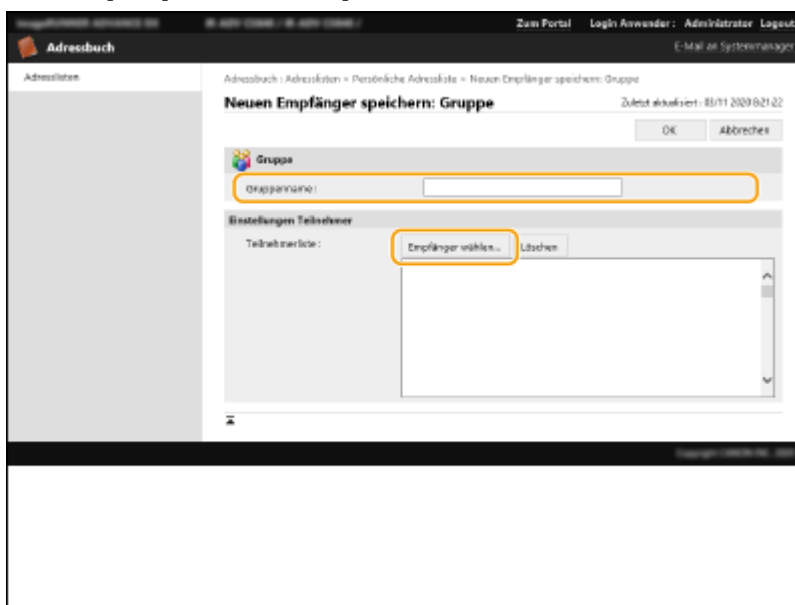 Zum Portal Login Anwender: Administrator Logout
Adressbuch
E-Mail an Systemmanager
Adresslisten
Adressbuch : Adresslisten > Persönliche Adressliste > Neuen Empfänger speichern: Gruppe
Neuen Empfänger speichern: Gruppe
Zuletzt aktualisiert : 03/11 2020 8:21:22
OK Abbrechen
Gruppe
Gruppenname :
Einstellungen Teilnehmer
Teilnehmerliste :
Empfänger wählen... Löschen